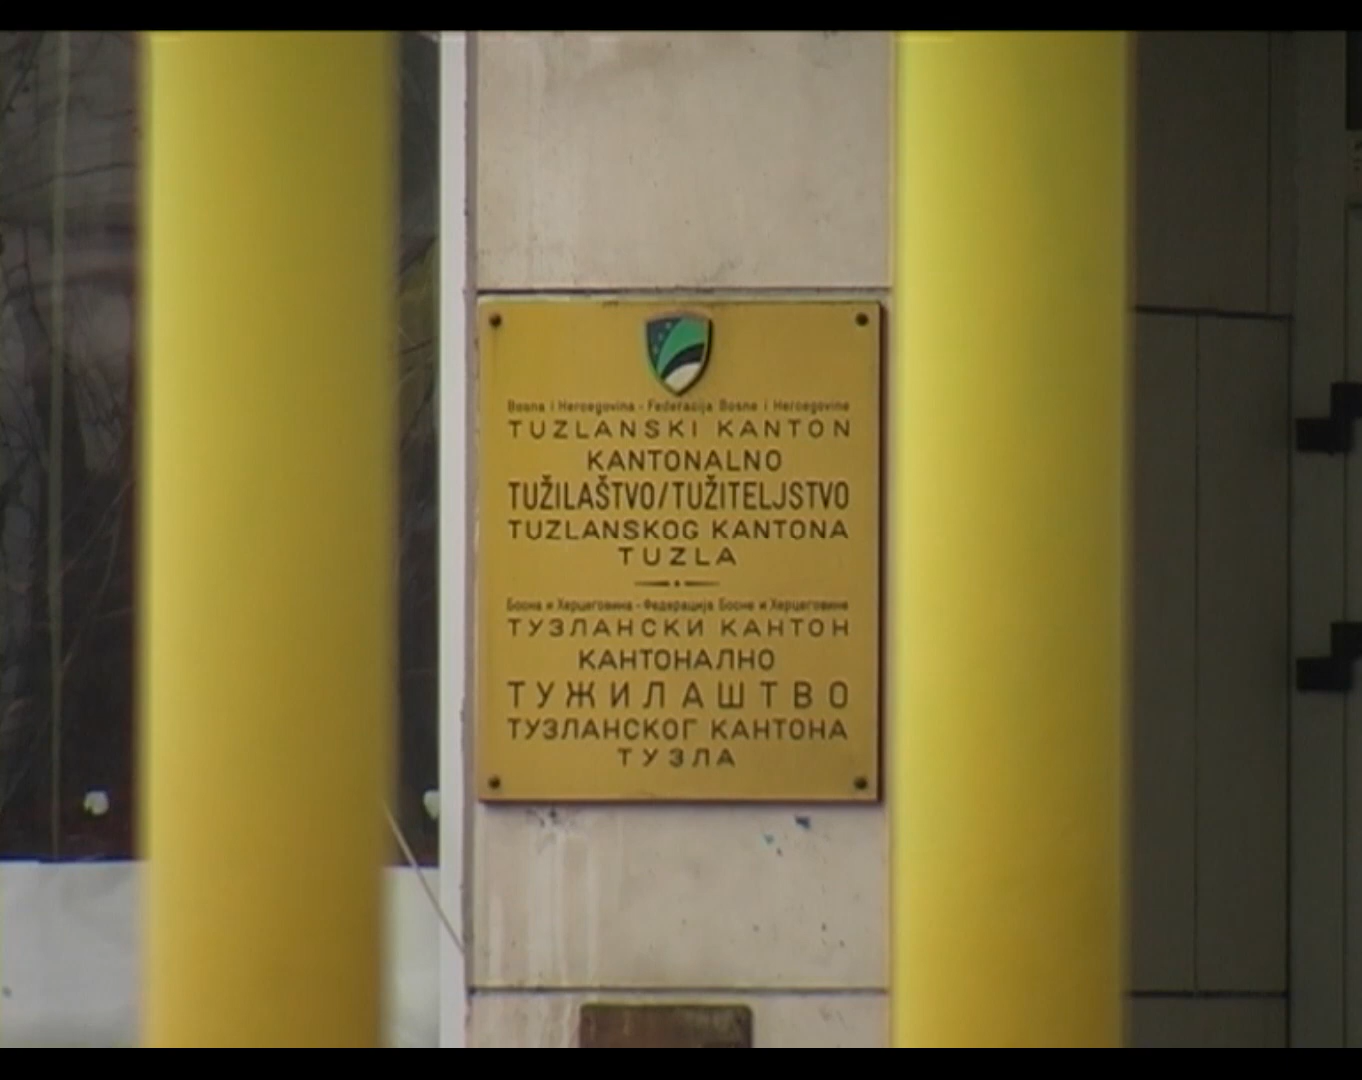 Bosna i Hercegovina - Federacija Bosne i Hercegovine
TUZLANSKI KANTON
KANTONALNO
TUŽILAŠTVO/TUŽITELJSTVO
TUZLANSKOG KANTONA
TUZLA
Босна и Херцеговина - Федерација Босне и Херцеговине
ТУЗЛАНСКИ КАНТОН
КАНТОНАЛНО
ТУЖИЛАШТВО
ТУЗЛАНСКОГ КАНТОНА
ТУЗЛА